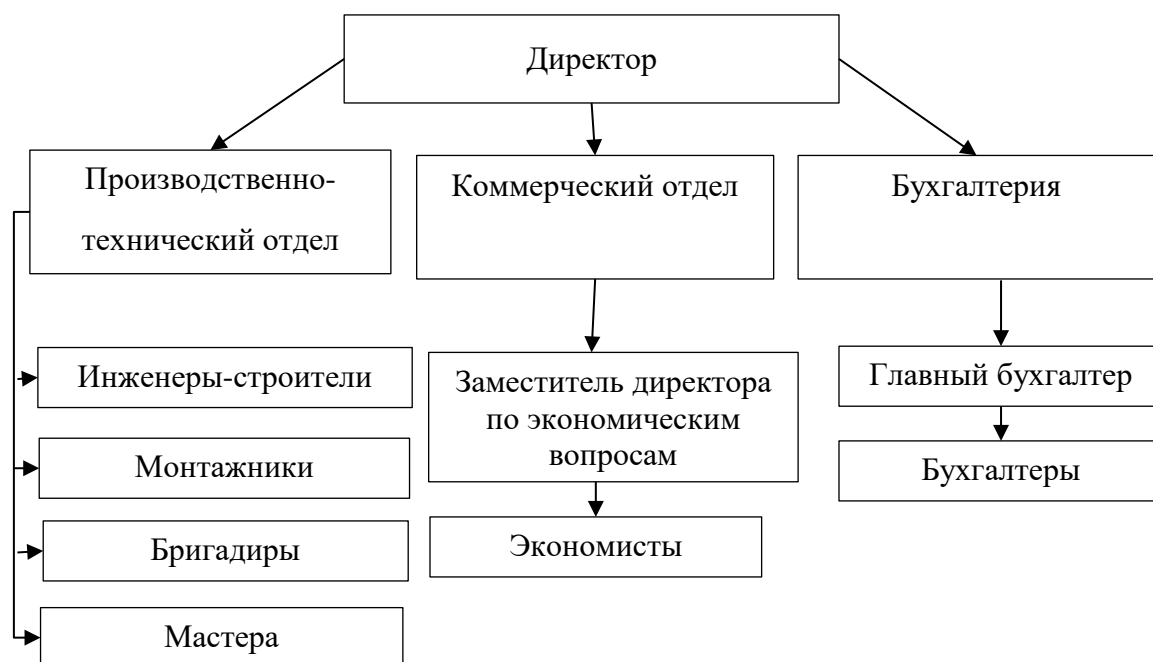 Директор
Производственно-
технический отдел
Коммерческий отдел
Бухгалтерия
Инженеры-строители
Монтажники
Бригадиры
Мастера
Заместитель директора
по экономическим
вопросам
Экономисты
Главный бухгалтер
Бухгалтеры